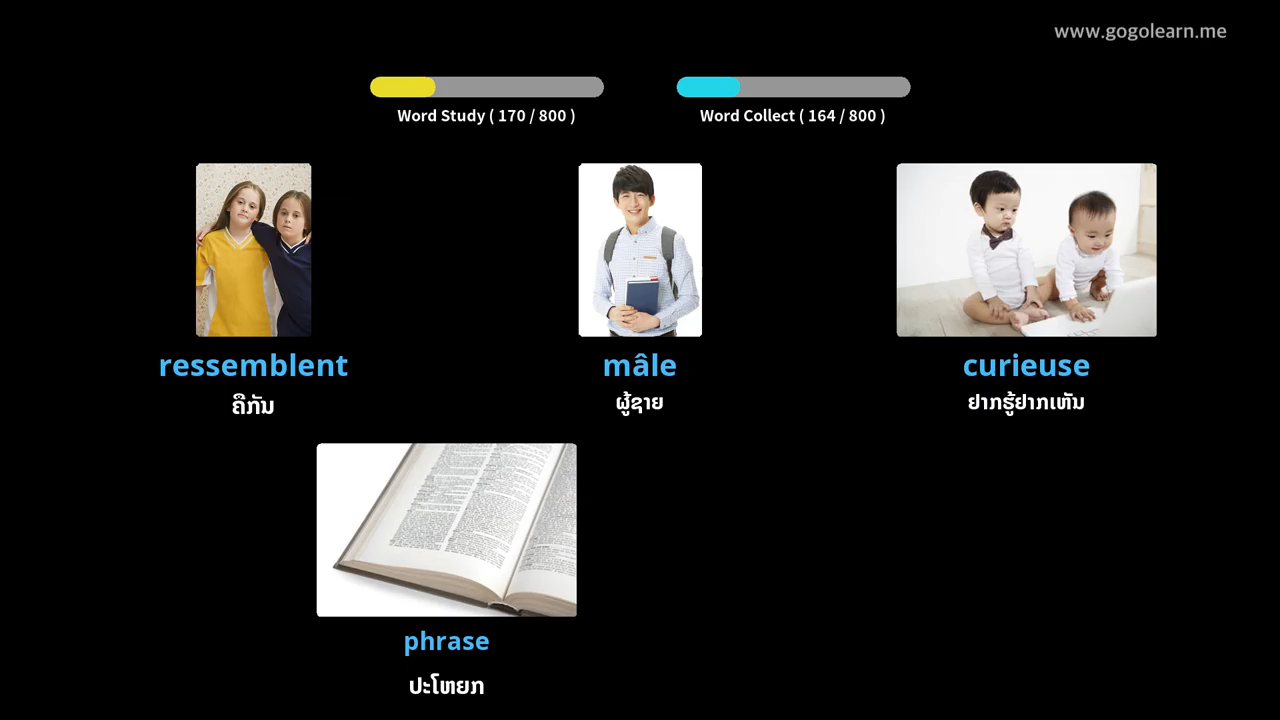 www.gogolearn.me
Word Study ( 170 / 800 )
Word Collect ( 164 / 800 )
ressemblent
ຄືກັນ
mâle
ຜູ້ຊາຍ
curieuse
ຢາກຮູ້ຢາກເຫັນ
phrase
ປະໂຫຍກ